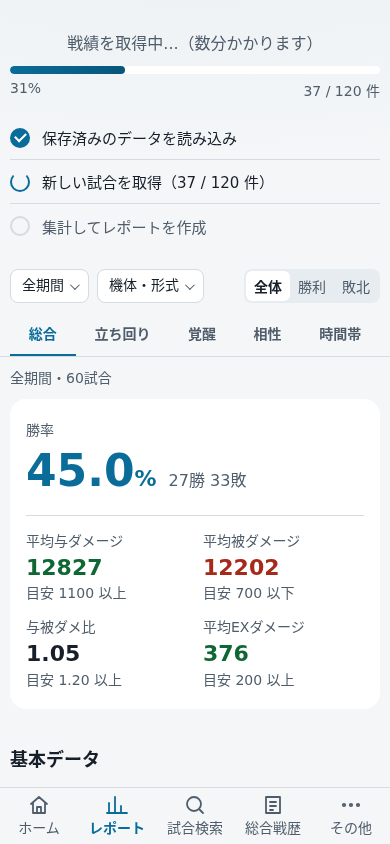 戦績を取得中…（数分かかります）
31%
37 / 120 件
保存済みのデータを読み込み
新しい試合を取得（37 / 120 件）
集計してレポートを作成
全期間 機体・形式 全体 勝利 敗北
総合 立ち回り 覚醒 相性 時間帯
全期間・60試合
勝率
45.0% 27勝 33敗
平均与ダメージ 平均被ダメージ
12827 12202
目安 1100 以上 目安 700 以下
与被ダメ比 平均EXダメージ
1.05 376
目安 1.20 以上 目安 200 以上
基本データ
ホーム レポート 試合検索 総合戦歴 その他